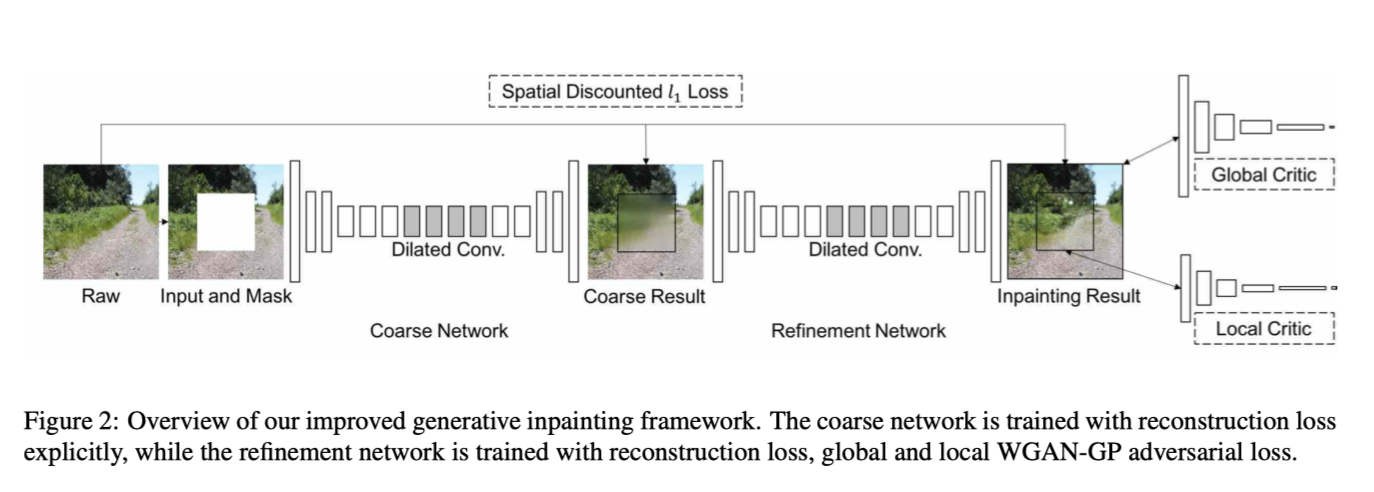 Spatial Discounted l₁ Loss
Global Critic
Dilated Conv.
Dilated Conv.
Raw
Input and Mask
Coarse Result
Inpainting Result
Coarse Network
Refinement Network
Local Critic
Figure 2: Overview of our improved generative inpainting framework. The coarse network is trained with reconstruction loss
explicitly, while the refinement network is trained with reconstruction loss, global and local WGAN-GP adversarial loss.